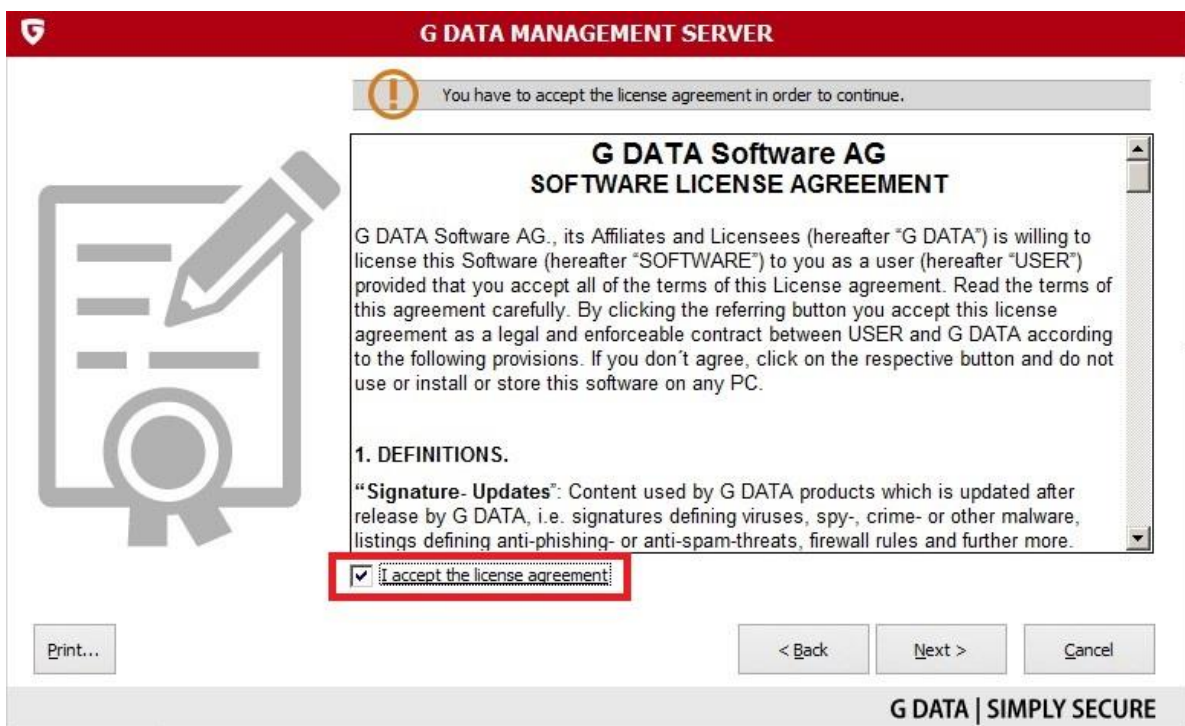 G DATA MANAGEMENT SERVER
You have to accept the license agreement in order to continue.
G DATA Software AG
SOFTWARE LICENSE AGREEMENT
G DATA Software AG., its Affiliates and Licensees (hereafter “G DATA”) is willing to
license this Software (hereafter “SOFTWARE”) to you as a user (hereafter “USER”)
provided that you accept all of the terms of this License agreement. Read the terms of
this agreement carefully. By clicking the referring button you accept this license
agreement as a legal and enforceable contract between USER and G DATA according
to the following provisions. If you don´t agree, click on the respective button and do not
use or install or store this software on any PC.
1. DEFINITIONS.
“Signature- Updates”: Content used by G DATA products which is updated after
release by G DATA, i.e. signatures defining viruses, spy-, crime- or other malware,
listings defining anti-phishing- or anti-spam-threats, firewall rules and further more.
I accept the license agreement
Print...
< Back
Next >
Cancel
G DATA | SIMPLY SECURE